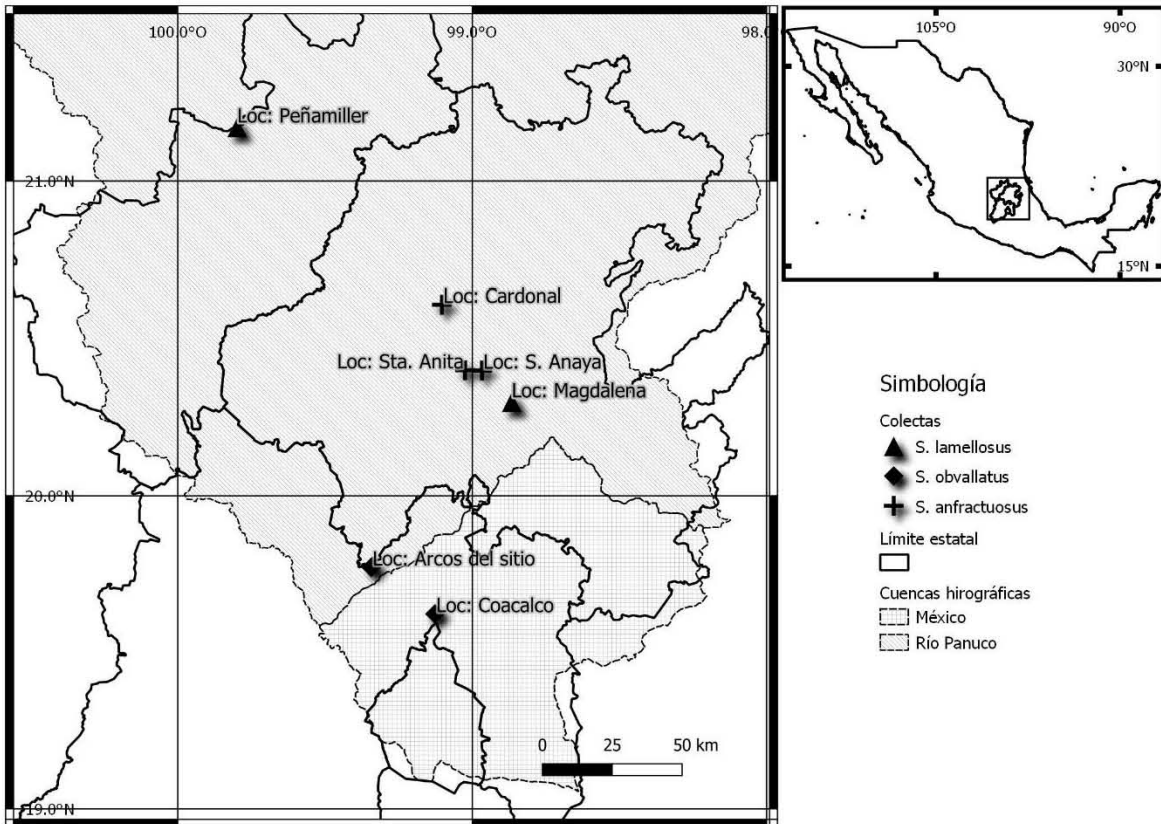 100.0°O
99.0°O
98.0°O
Loc: Peñamiller
21.0°N
Loc: Cardonal
Loc: Sta. Anita
Loc: S. Anaya
Loc: Magdalena
20.0°N
Loc: Arcos del sitio
Loc: Coacalco
0 25 50 km
19.0°N
105°O
90°O
30°N
15°N
Simbología
Colectas
S. lamellosus
S. obvallatus
S. anfractuosus
Límite estatal
Cuencas hirográficas
México
Río Panuco